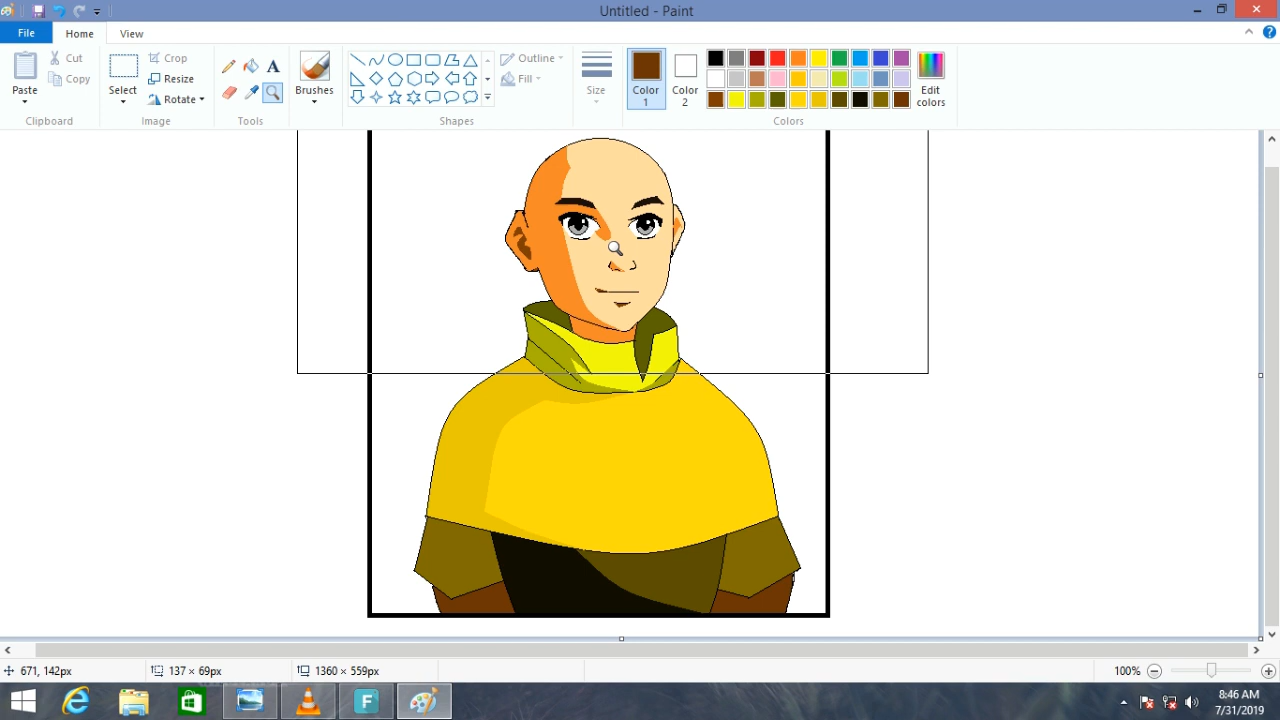 Untitled - Paint
File Home View
Paste
Cut
Copy
Clipboard
Select
Crop
Resize
Rotate
Image
A
Tools
Brushes
Outline
Fill
Shapes
Size
Color 1
Color 2
Edit colors
Colors
671, 142px
137 × 69px
1360 × 559px
100%
F
8:46 AM
7/31/2019